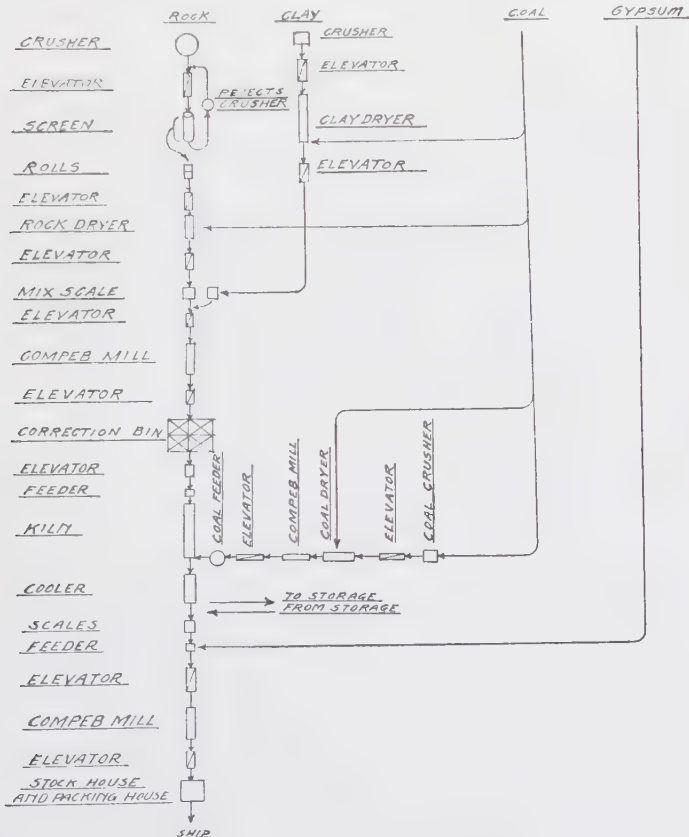 ROCK CLAY COAL GYPSUM
CRUSHER
CRUSHER
ELEVATOR
ELEVATOR
REJECTS
CRUSHER
SCREEN
CLAY DRYER
ROLLS
ELEVATOR
ELEVATOR
ROCK DRYER
ELEVATOR
MIX SCALE
ELEVATOR
COMPEB MILL
ELEVATOR
CORRECTION BIN
ELEVATOR
FEEDER
KILN
COAL FEEDER
ELEVATOR
COMPEB MILL
COAL DRYER
ELEVATOR
COAL CRUSHER
COOLER
TO STORAGE
FROM STORAGE
SCALES
FEEDER
ELEVATOR
COMPEB MILL
ELEVATOR
STOCK HOUSE
AND PACKING HOUSE
SHIP